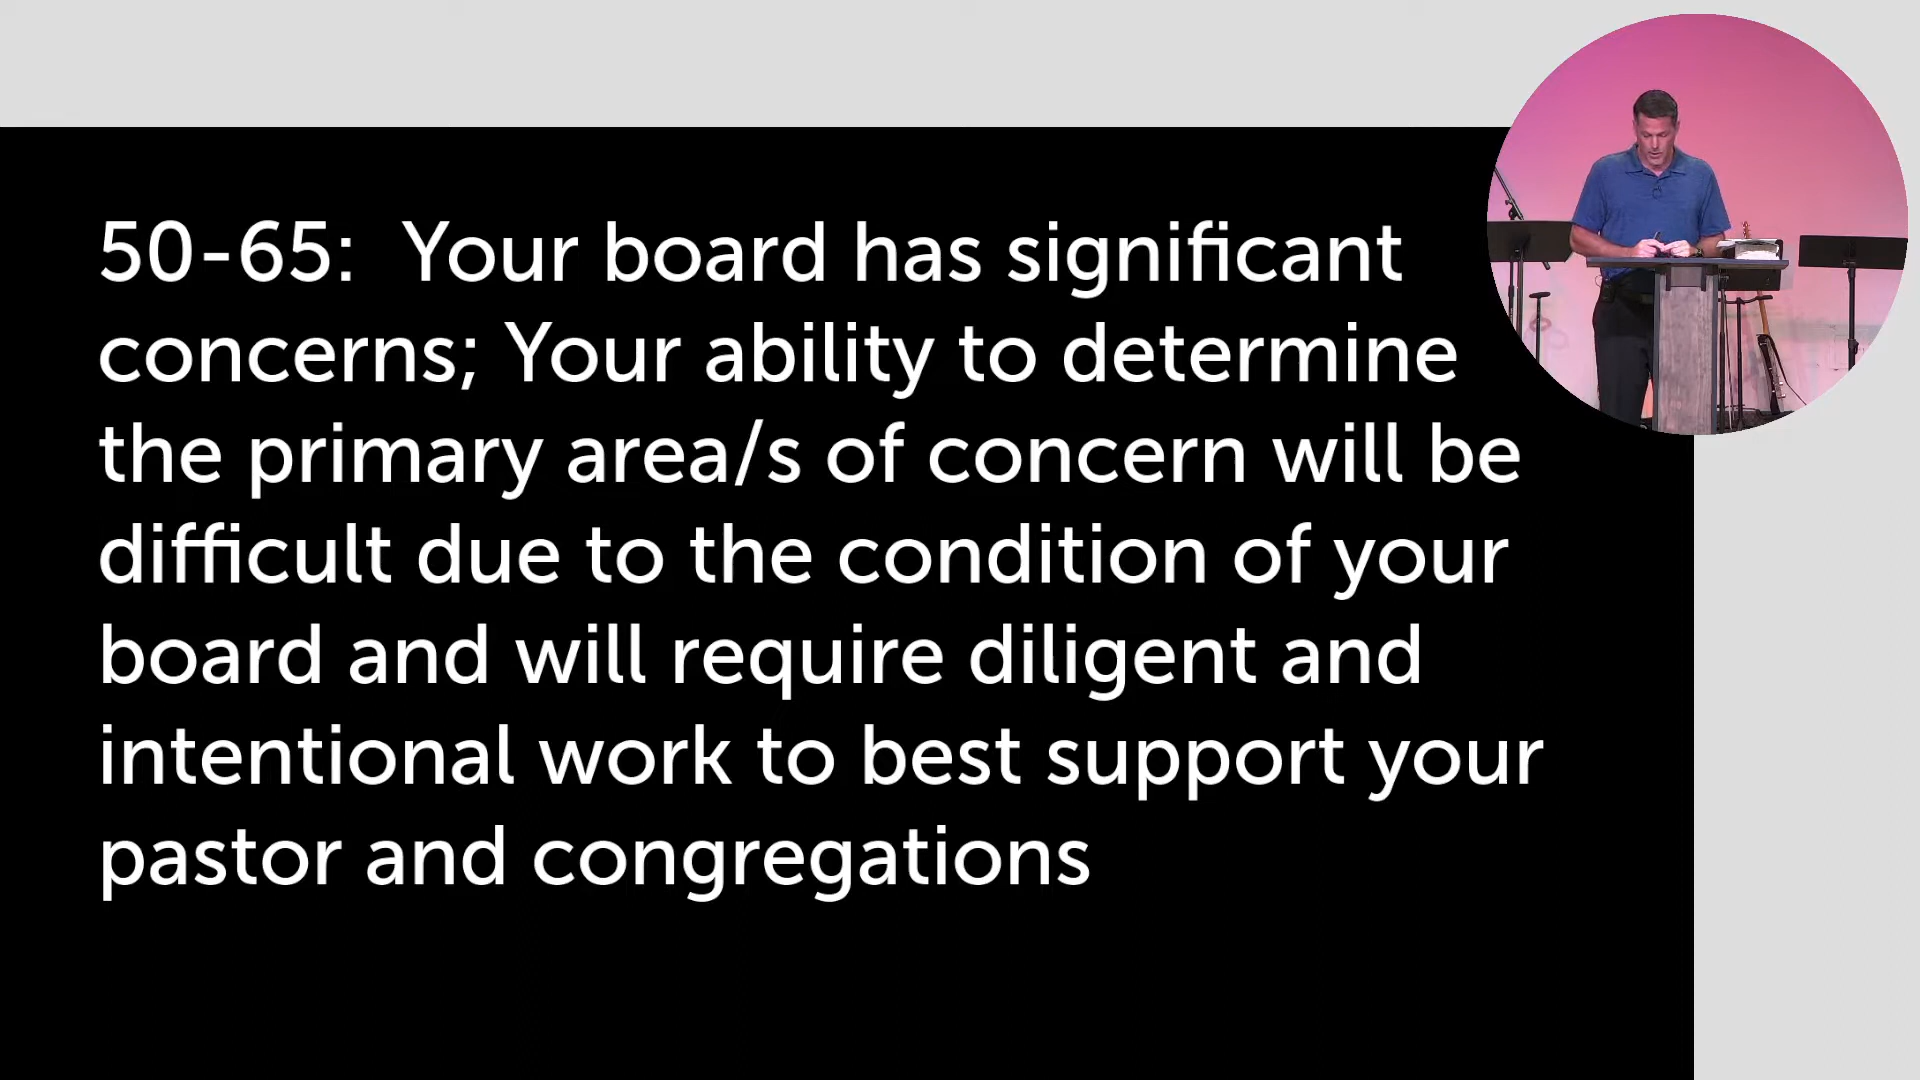 50-65:  Your board has significant
concerns; Your ability to determine
the primary area/s of concern will be
difficult due to the condition of your
board and will require diligent and
intentional work to best support your
pastor and congregations